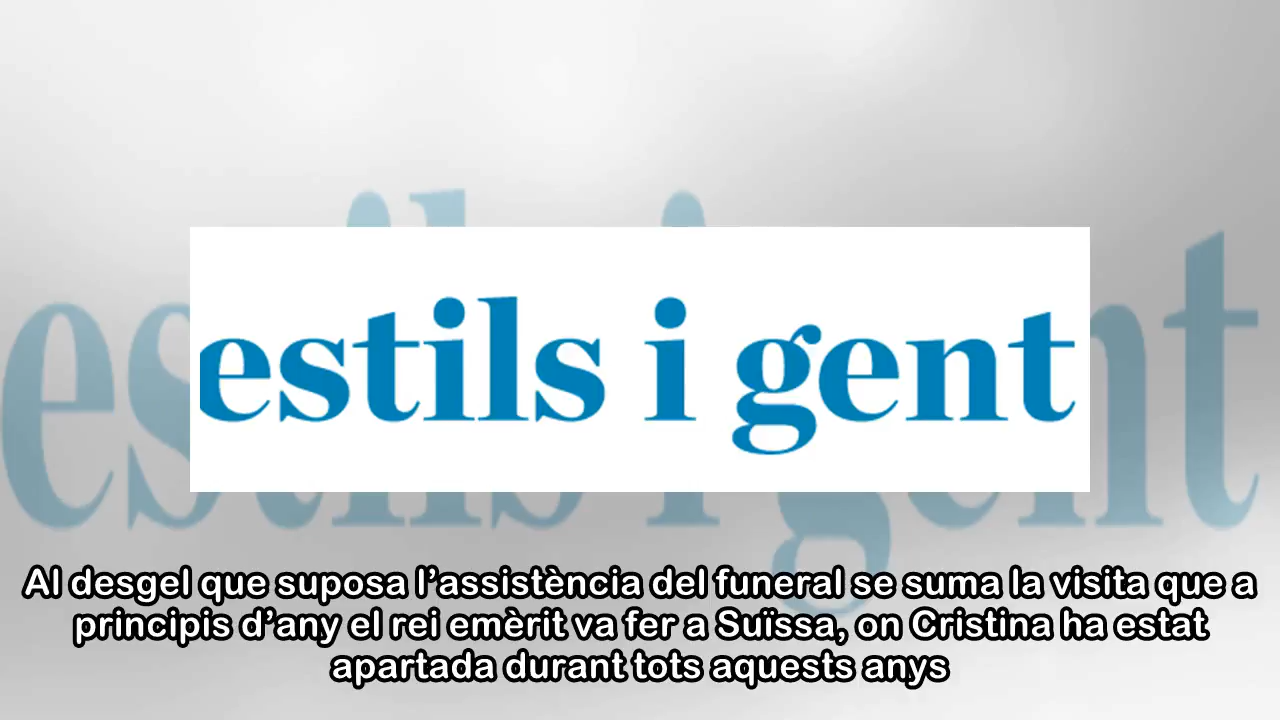 estils i gent
Al desgel que suposa l’assistència del funeral se suma la visita que a
principis d’any el rei emèrit va fer a Suïssa, on Cristina ha estat
apartada durant tots aquests anys